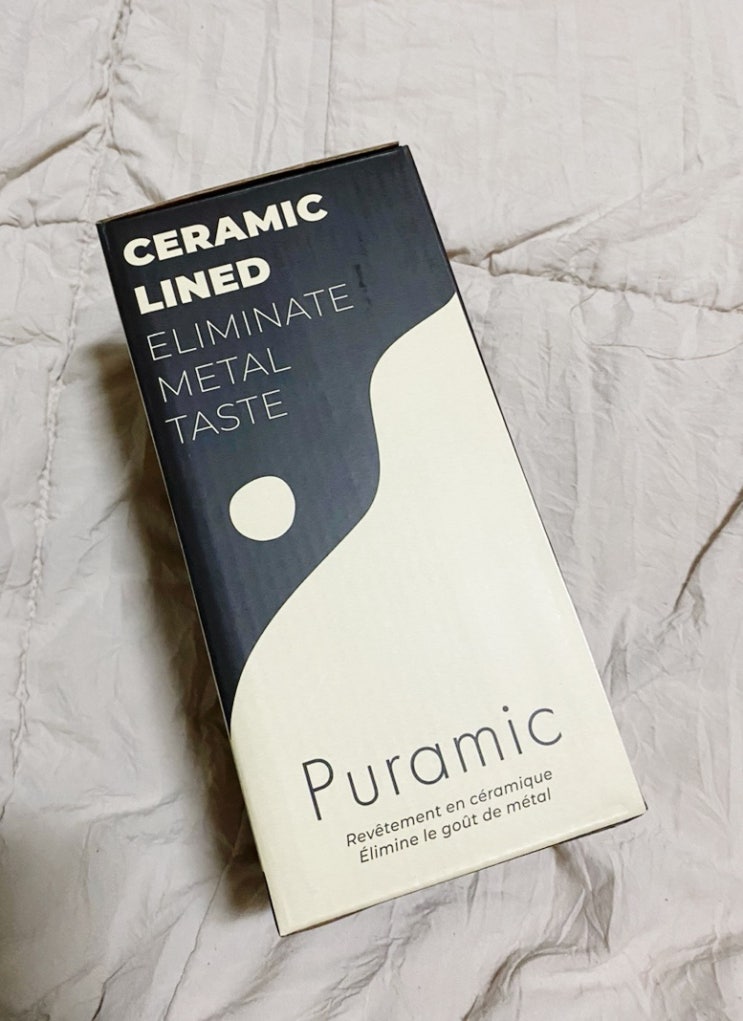 CERAMIC
LINED
ELIMINATE
METAL
TASTE
Puramic
Revêtement en céramique
Élimine le goût de métal